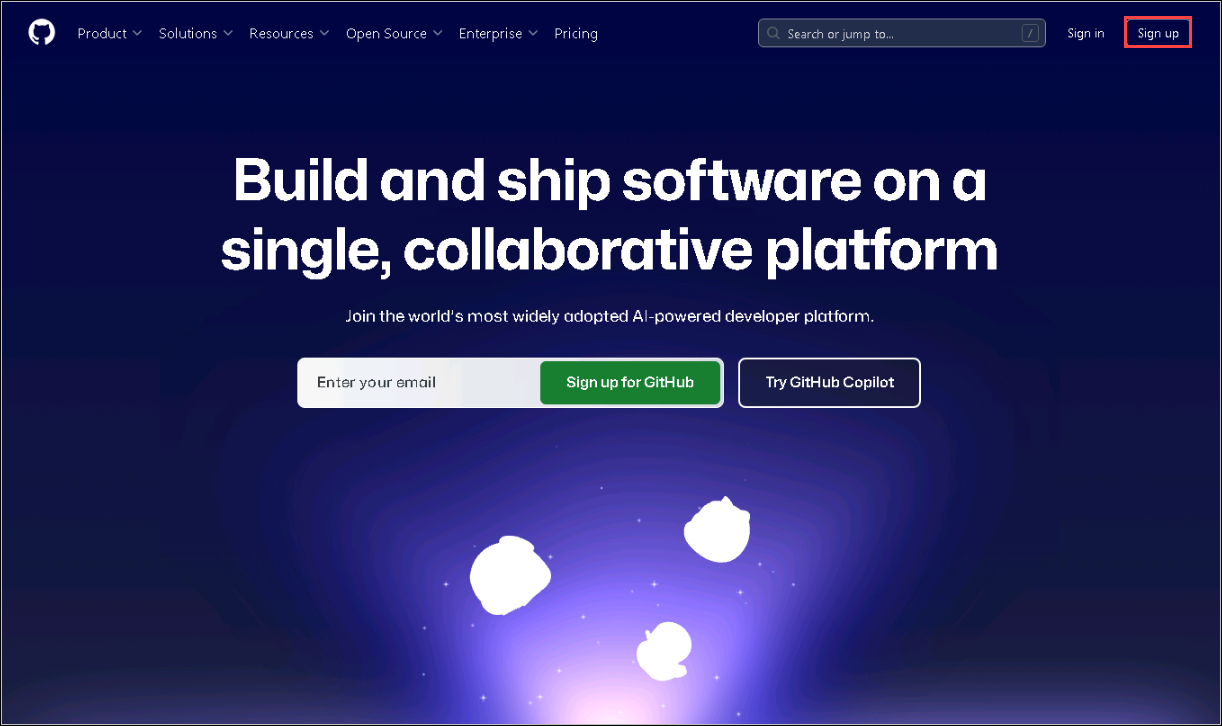 Product Solutions Resources Open Source Enterprise Pricing Search or jump to... / Sign in Sign up
Build and ship software on a
single, collaborative platform
Join the world's most widely adopted AI-powered developer platform.
Enter your email Sign up for GitHub Try GitHub Copilot